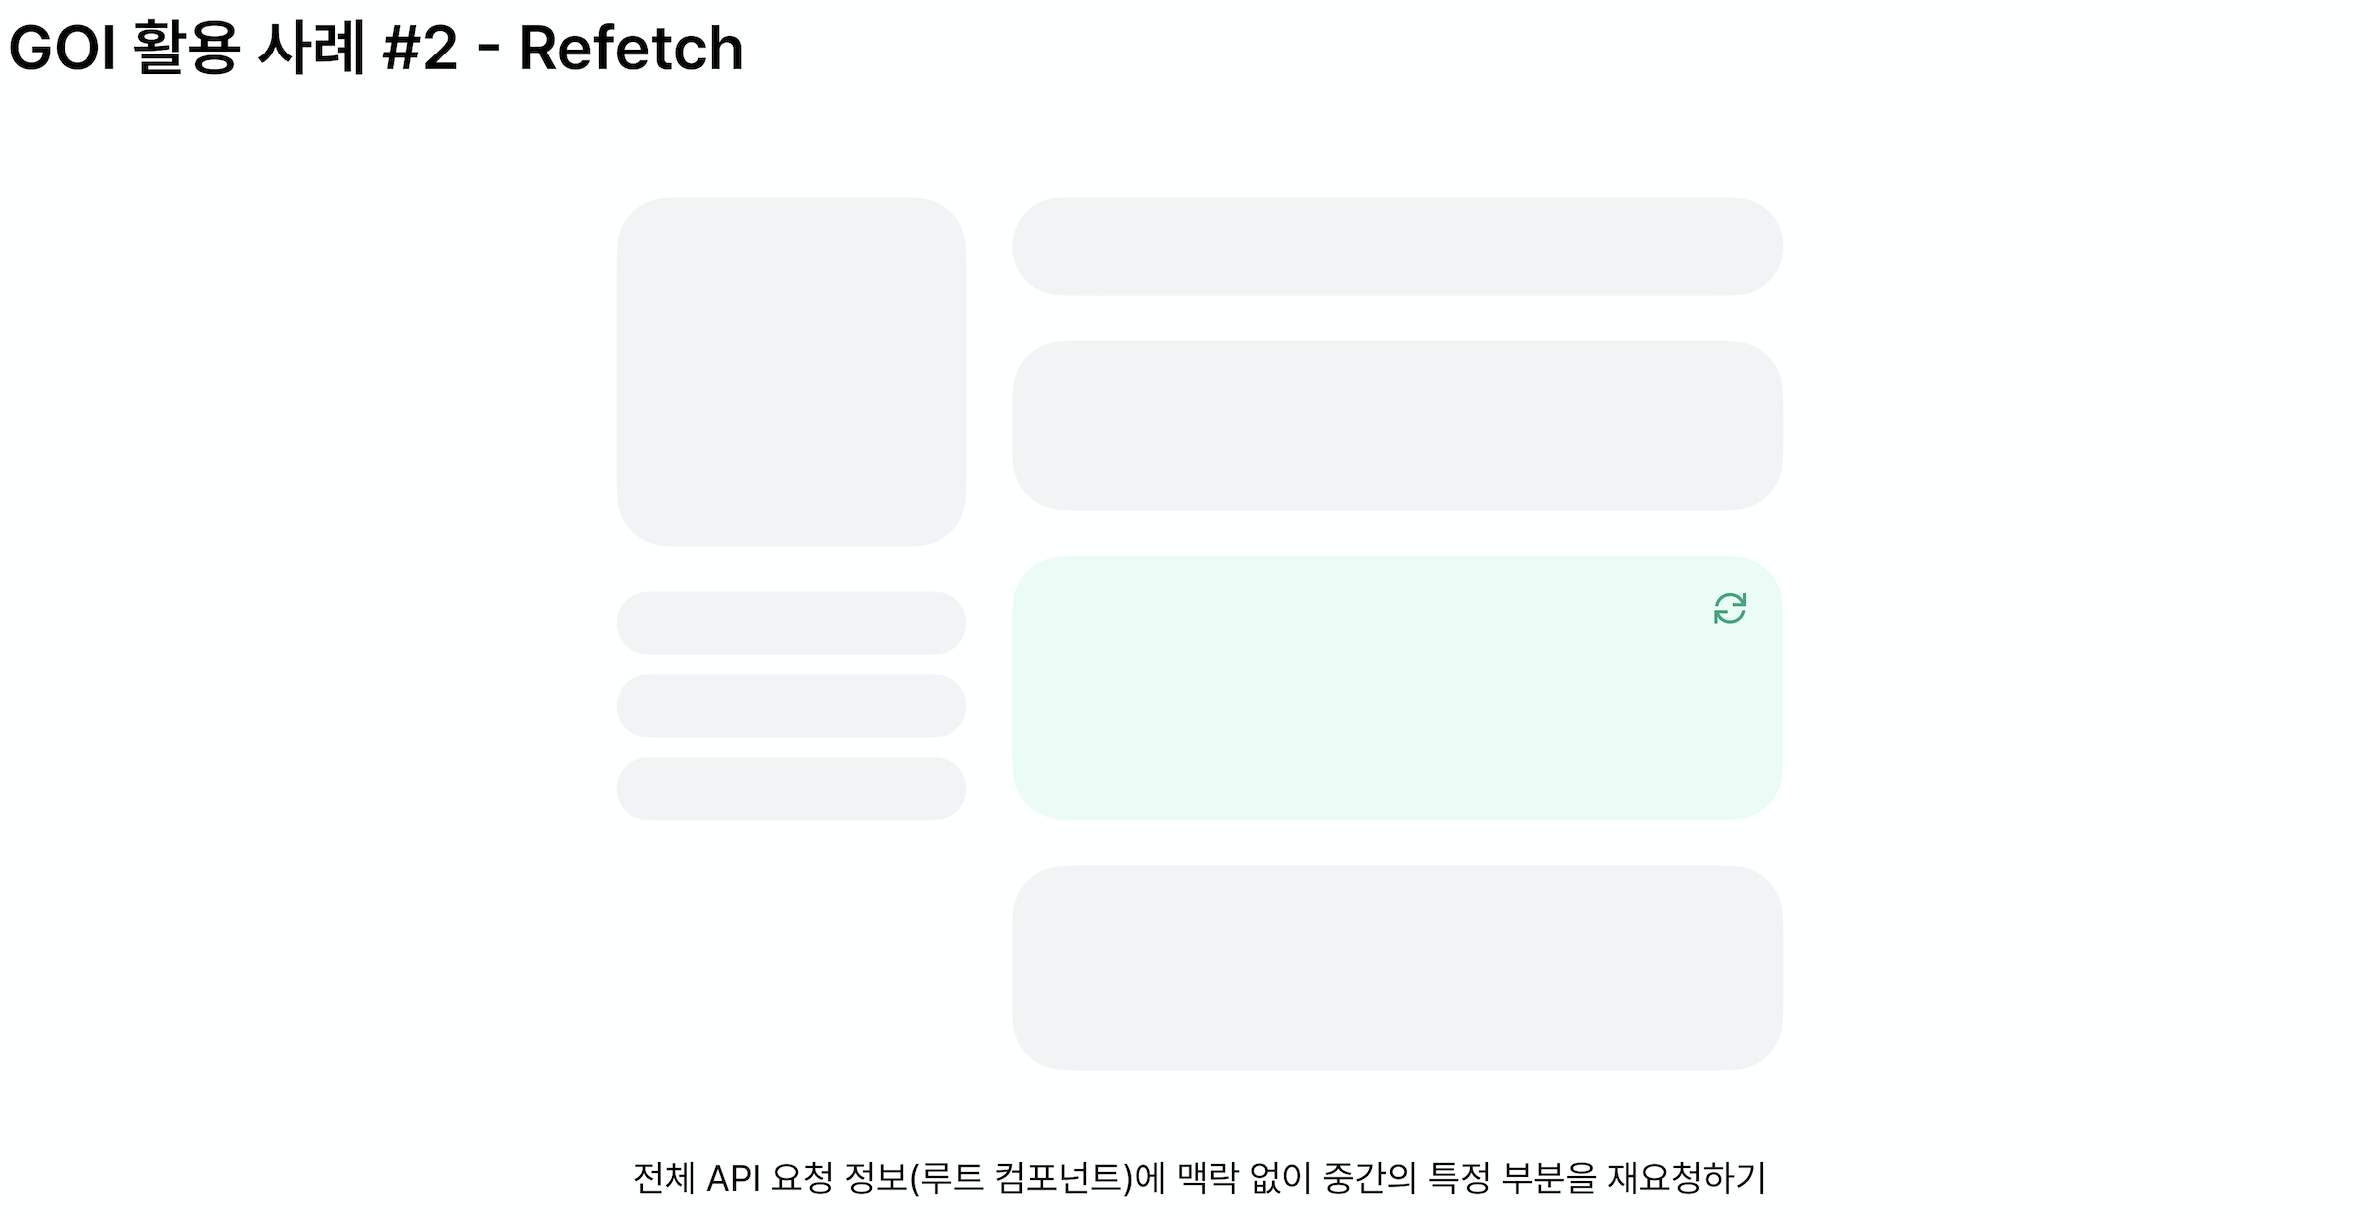 GOI 활용 사례 #2 - Refetch
전체 API 요청 정보(루트 컴포넌트)에 맥락 없이 중간의 특정 부분을 재요청하기